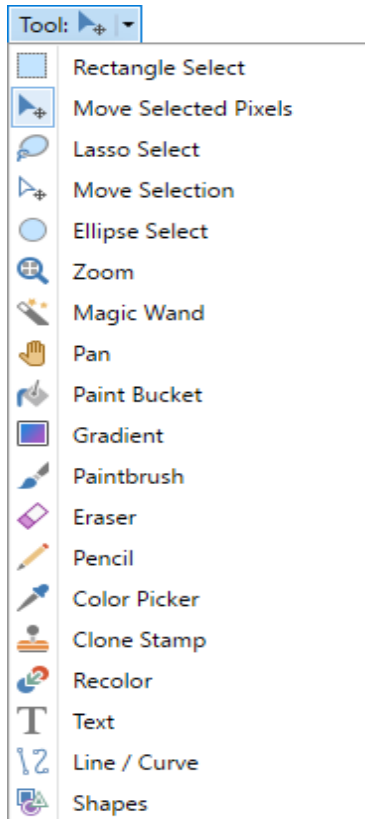 Tool:
Rectangle Select
Move Selected Pixels
Lasso Select
Move Selection
Ellipse Select
Zoom
Magic Wand
Pan
Paint Bucket
Gradient
Paintbrush
Eraser
Pencil
Color Picker
Clone Stamp
Recolor
Text
Line / Curve
Shapes